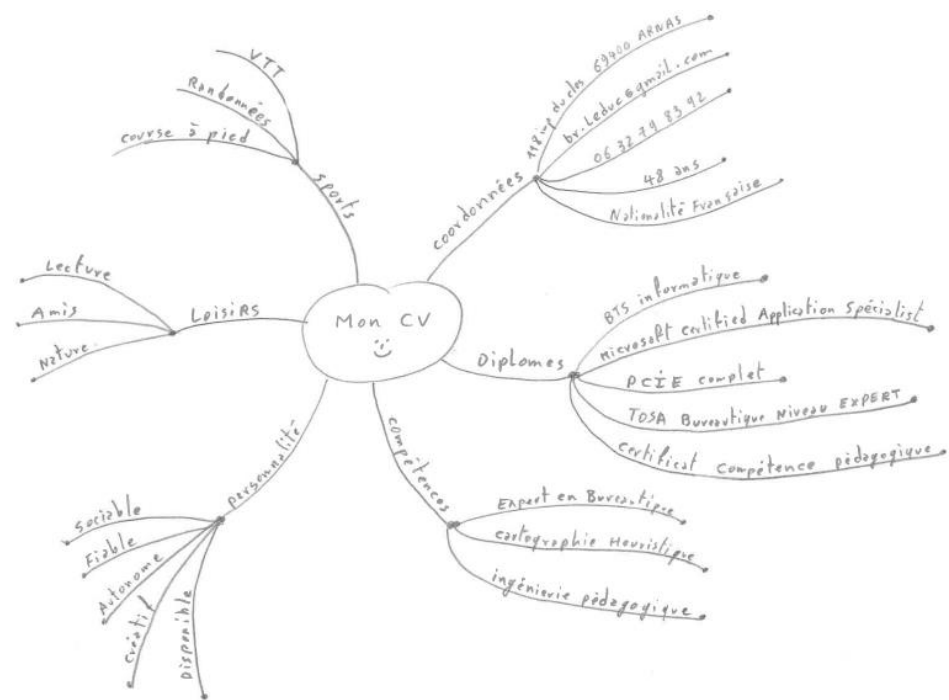 Mon CV
coordonnées
118 imp du clos 69400 ARNAS
br.Leduc@gmail.com
06 32 79 83 92
48 ans
Nationalité Française
Diplomes
BTS informatique
Microsoft Certified Application Spécialist
PCIE complet
TOSA Bureautique Niveau EXPERT
Certificat Compétence pédagogique
compétences
Expert en Bureautique
cartographie Heuristique
ingénierie pédagogique
personnalité
Sociable
Fiable
Autonome
Créatif
Disponible
Loisirs
Lecture
Amis
Nature
Sports
VTT
Randonnées
course à pied